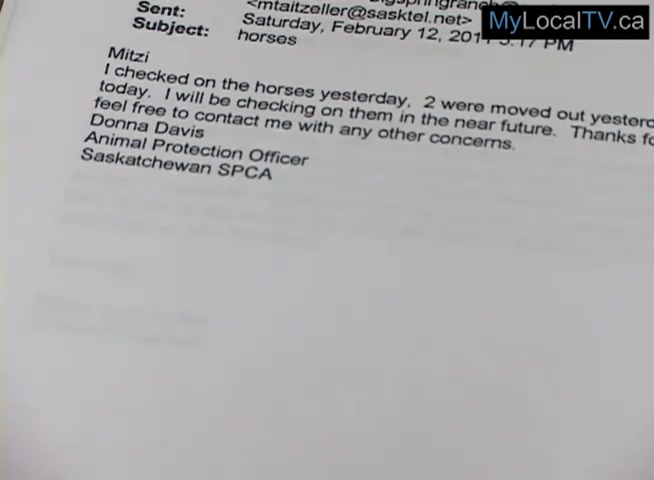 Sent: <mtaitzeller@sasktel.net>
MyLocalTV.ca
Saturday, February 12, 2011 PM
Subject: horses
Mitzi
I checked on the horses yesterday, 2 were moved out
today. I will be checking on them in the near future. Thanks
feel free to contact me with any other concerns.
Donna Davis
Animal Protection Officer
Saskatchewan SPCA